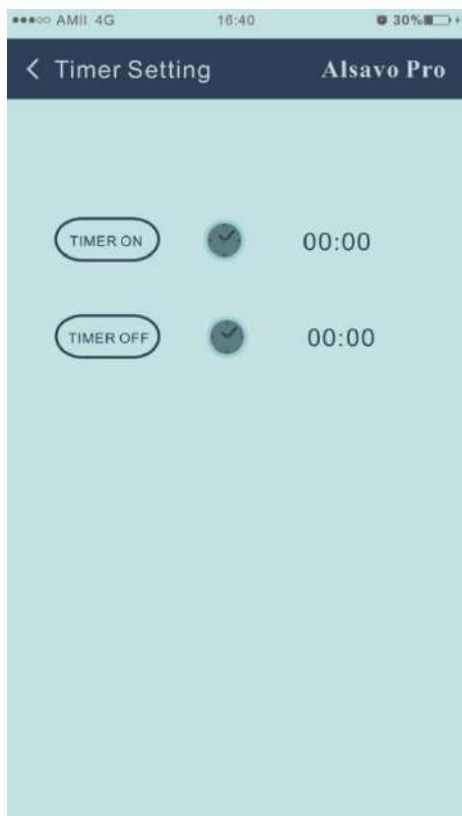 AMII 4G 16:40 30%
Timer Setting Alsavo Pro
TIMER ON 00:00
TIMER OFF 00:00